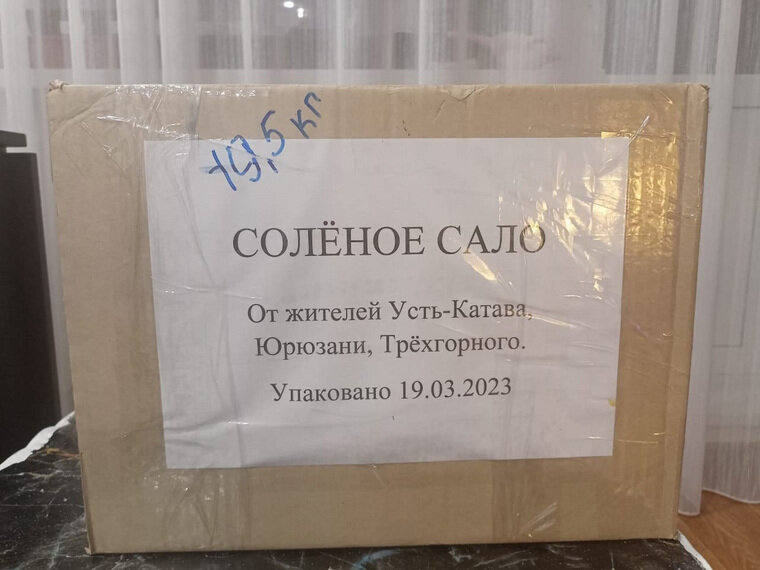 19,5 кг
СОЛЁНОЕ САЛО
От жителей Усть-Катава,
Юрюзани, Трёхгорного.
Упаковано 19.03.2023